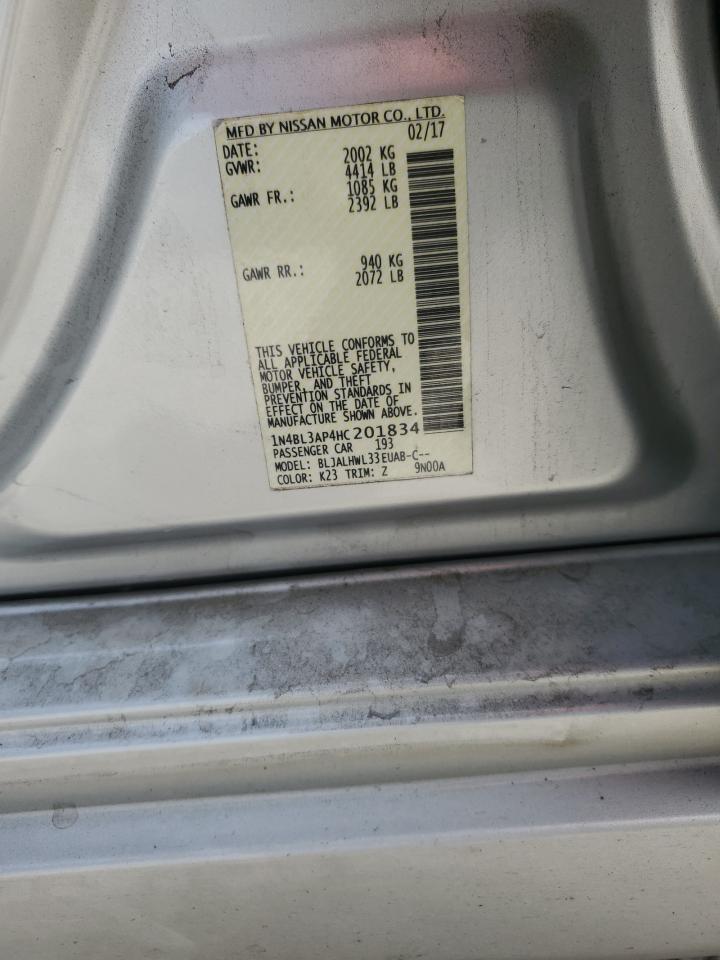 MFD BY NISSAN MOTOR CO., LTD.
DATE: 02/17
GVWR: 2002 KG
4414 LB
GAWR FR.: 1085 KG
2392 LB
GAWR RR.: 940 KG
2072 LB
THIS VEHICLE CONFORMS TO
ALL APPLICABLE FEDERAL
MOTOR VEHICLE SAFETY,
BUMPER, AND THEFT
PREVENTION STANDARDS IN
EFFECT ON THE DATE OF
MANUFACTURE SHOWN ABOVE.
1N4BL3AP4HC201834
PASSENGER CAR 193
MODEL: BLJALHWL33EUAB-C--
COLOR: K23 TRIM: Z 9N00A